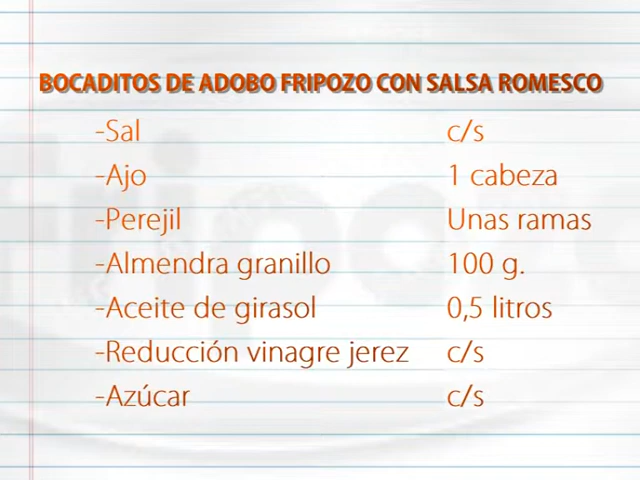 BOCADITOS DE ADOBO FRIPOZO CON SALSA ROMESCO
-Sal c/s
-Ajo 1 cabeza
-Perejil Unas ramas
-Almendra granillo 100 g.
-Aceite de girasol 0,5 litros
-Reducción vinagre jerez c/s
-Azúcar c/s